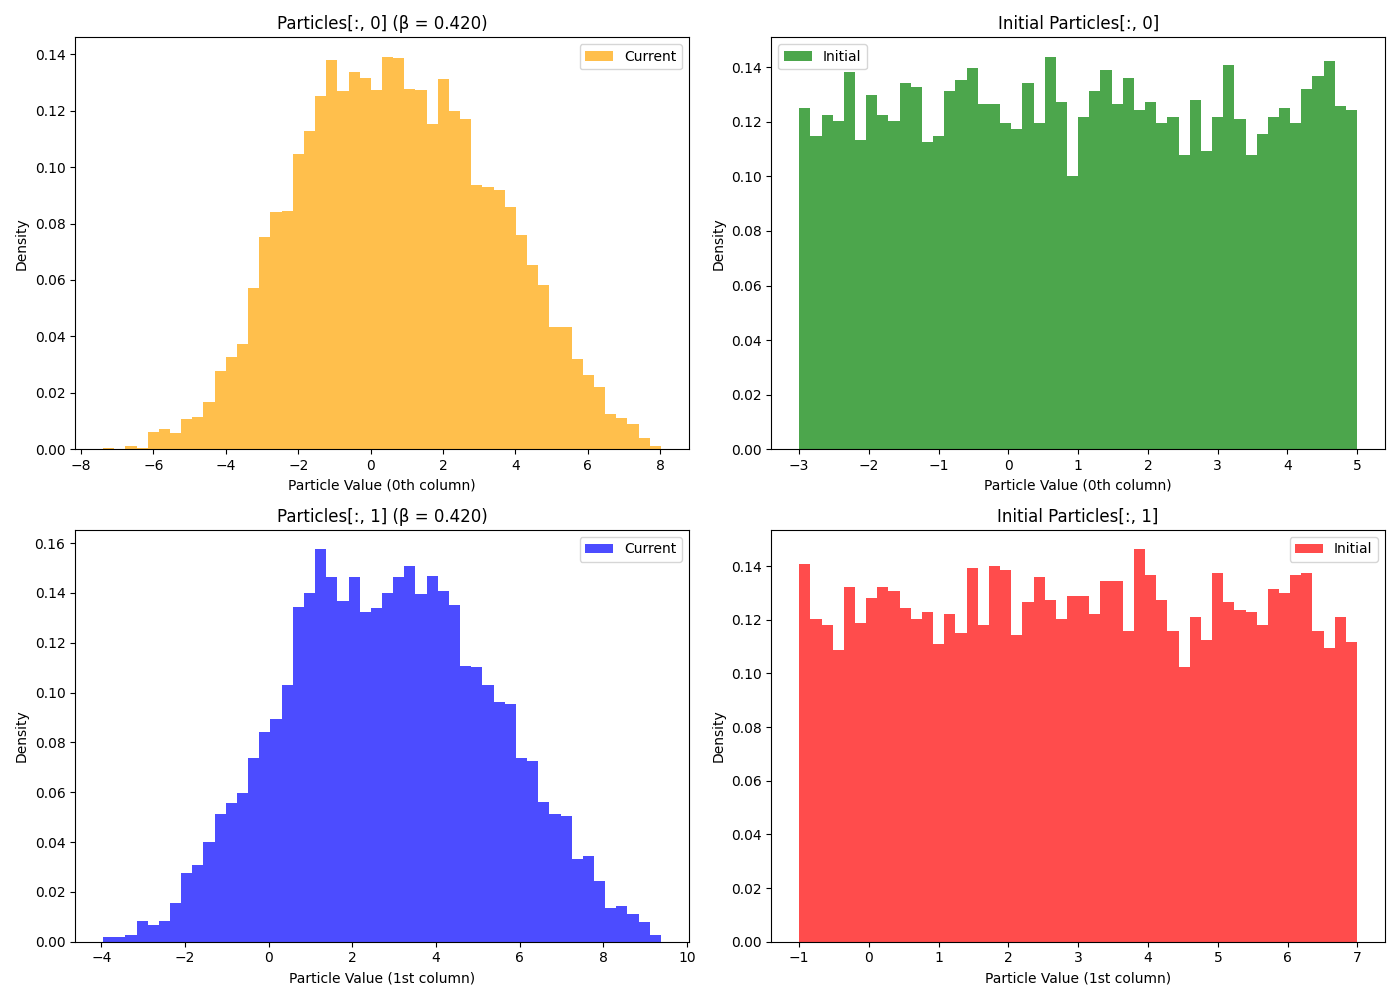 Particles[:, 0] (β = 0.420)
Current
0.14
0.12
0.10
0.08
0.06
0.04
0.02
0.00
Density
−8 −6 −4 −2 0 2 4 6 8
Particle Value (0th column)
Initial Particles[:, 0]
Initial
0.14
0.12
0.10
0.08
0.06
0.04
0.02
0.00
Density
−3 −2 −1 0 1 2 3 4 5
Particle Value (0th column)
Particles[:, 1] (β = 0.420)
Current
0.16
0.14
0.12
0.10
0.08
0.06
0.04
0.02
0.00
Density
−4 −2 0 2 4 6 8 10
Particle Value (1st column)
Initial Particles[:, 1]
Initial
0.14
0.12
0.10
0.08
0.06
0.04
0.02
0.00
Density
−1 0 1 2 3 4 5 6 7
Particle Value (1st column)